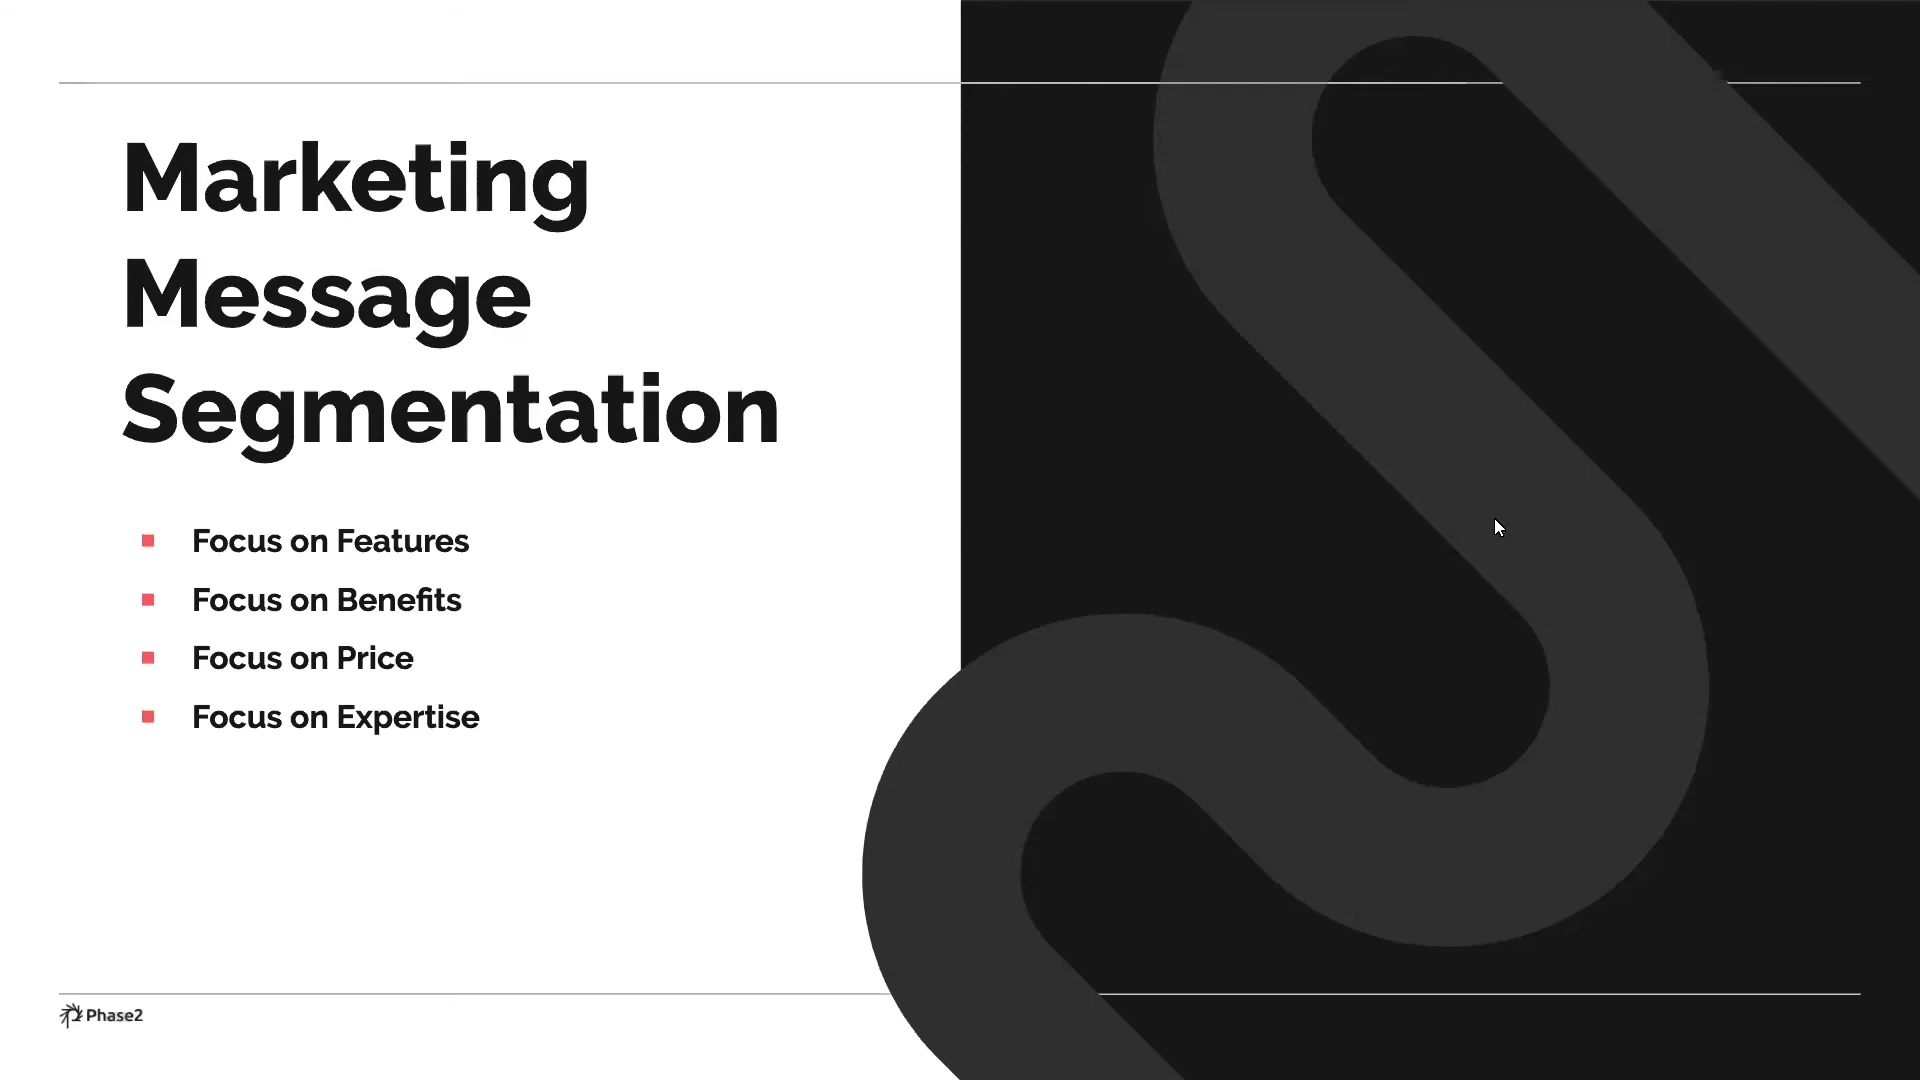 Marketing
Message
Segmentation
Focus on Features
Focus on Benefits
Focus on Price
Focus on Expertise
Phase2